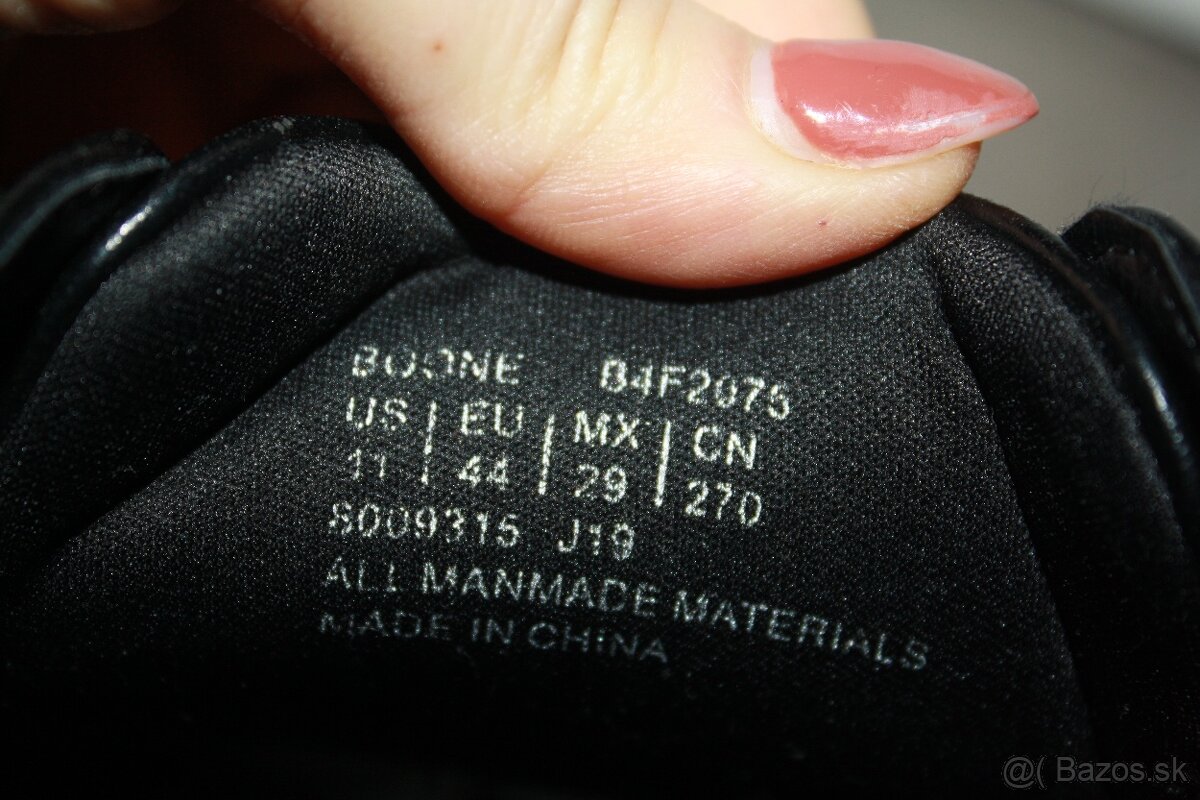 BOONE B4F2075
US | EU | MX | CN
11 | 44 | 29 | 270
8009315 J19
ALL MANMADE MATERIALS
MADE IN CHINA
@( Bazos.sk